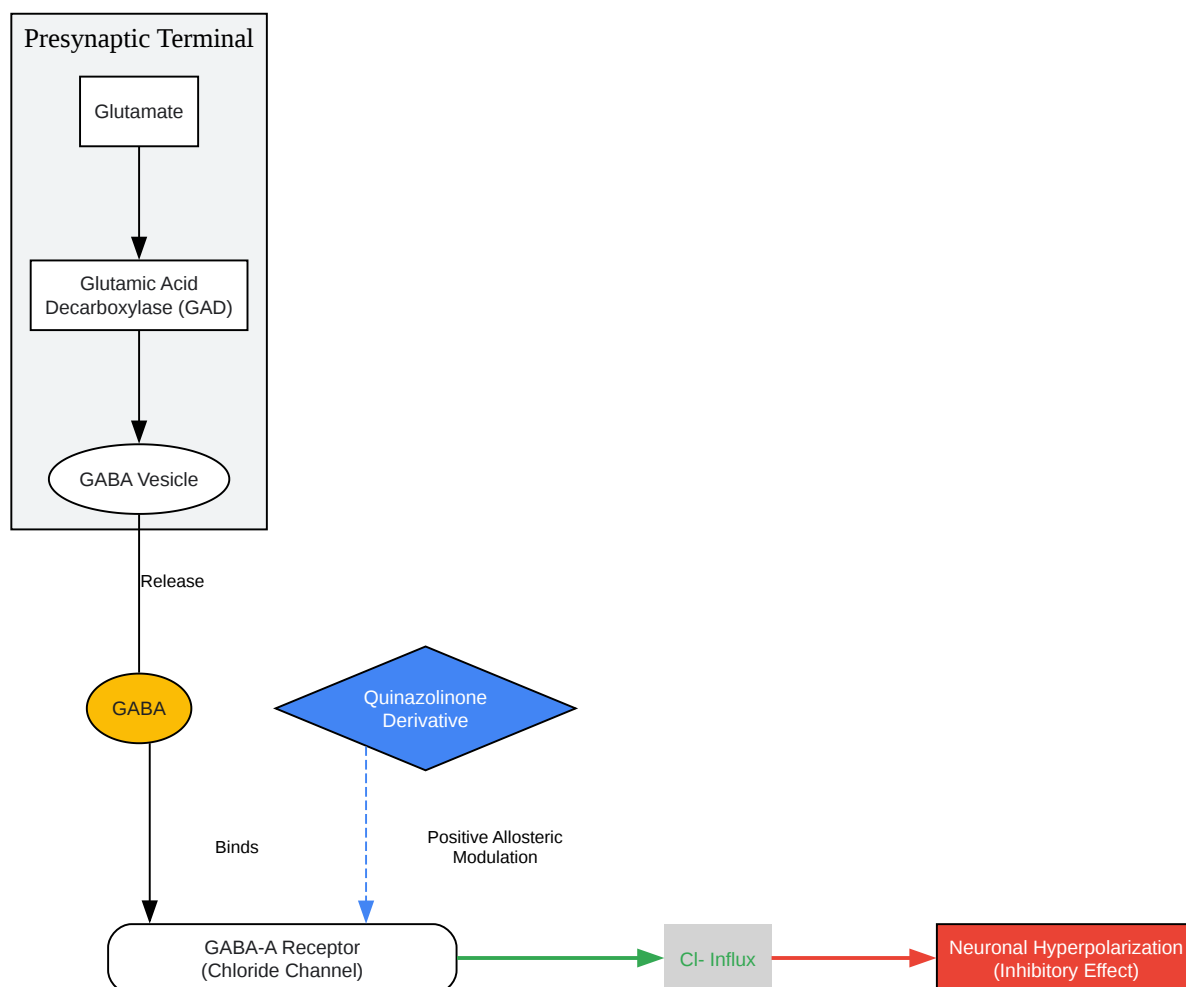 Presynaptic Terminal
Glutamate
Glutamic Acid
Decarboxylase (GAD)
GABA Vesicle
Release
GABA
Quinazolinone
Derivative
Binds
Positive Allosteric
Modulation
GABA-A Receptor
(Chloride Channel)
Cl- Influx
Neuronal Hyperpolarization
(Inhibitory Effect)